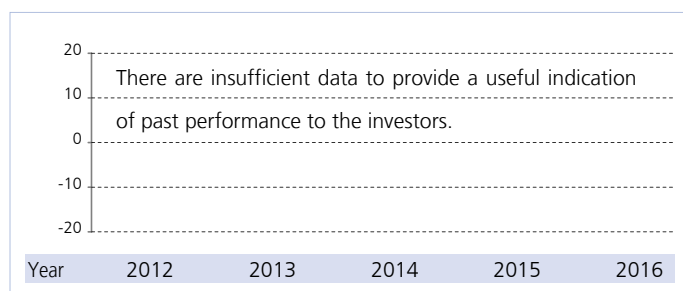 20
There are insufficient data to provide a useful indication
10
of past performance to the investors.
0
-10
-20
Year 2012 2013 2014 2015 2016